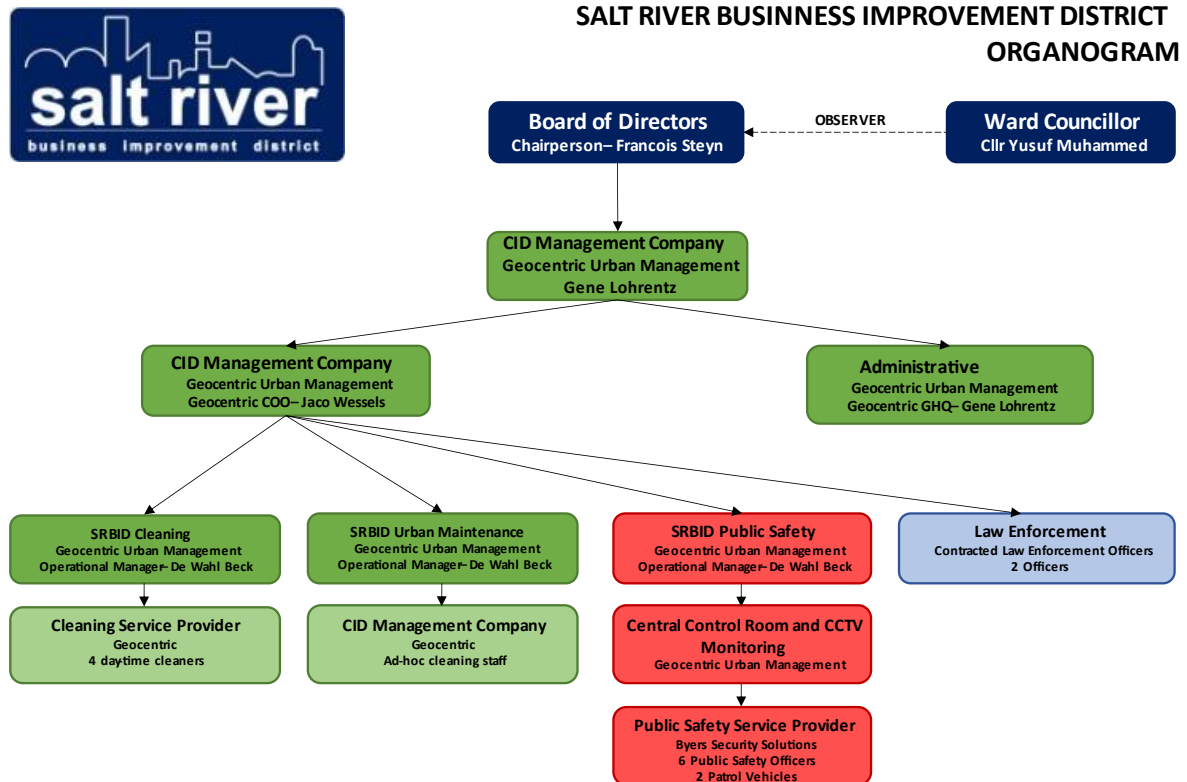 SALT RIVER BUSINNESS IMPROVEMENT DISTRICT
ORGANOGRAM
salt river
business improvement district
Board of Directors
Chairperson– Francois Steyn
OBSERVER
Ward Councillor
Cllr Yusuf Muhammed
CID Management Company
Geocentric Urban Management
Gene Lohrentz
CID Management Company
Geocentric Urban Management
Geocentric COO– Jaco Wessels
Administrative
Geocentric Urban Management
Geocentric GHQ– Gene Lohrentz
SRBID Cleaning
Geocentric Urban Management
Operational Manager– De Wahl Beck
SRBID Urban Maintenance
Geocentric Urban Management
Operational Manager– De Wahl Beck
SRBID Public Safety
Geocentric Urban Management
Operational Manager– De Wahl Beck
Law Enforcement
Contracted Law Enforcement Officers
2 Officers
Cleaning Service Provider
Geocentric
4 day-time cleaners
CID Management Company
Geocentric
Ad-hoc cleaning staff
Central Control Room and CCTV
Monitoring
Geocentric Urban Management
Public Safety Service Provider
Byers Security Solutions
6 Public Safety Officers
2 Patrol Vehicles